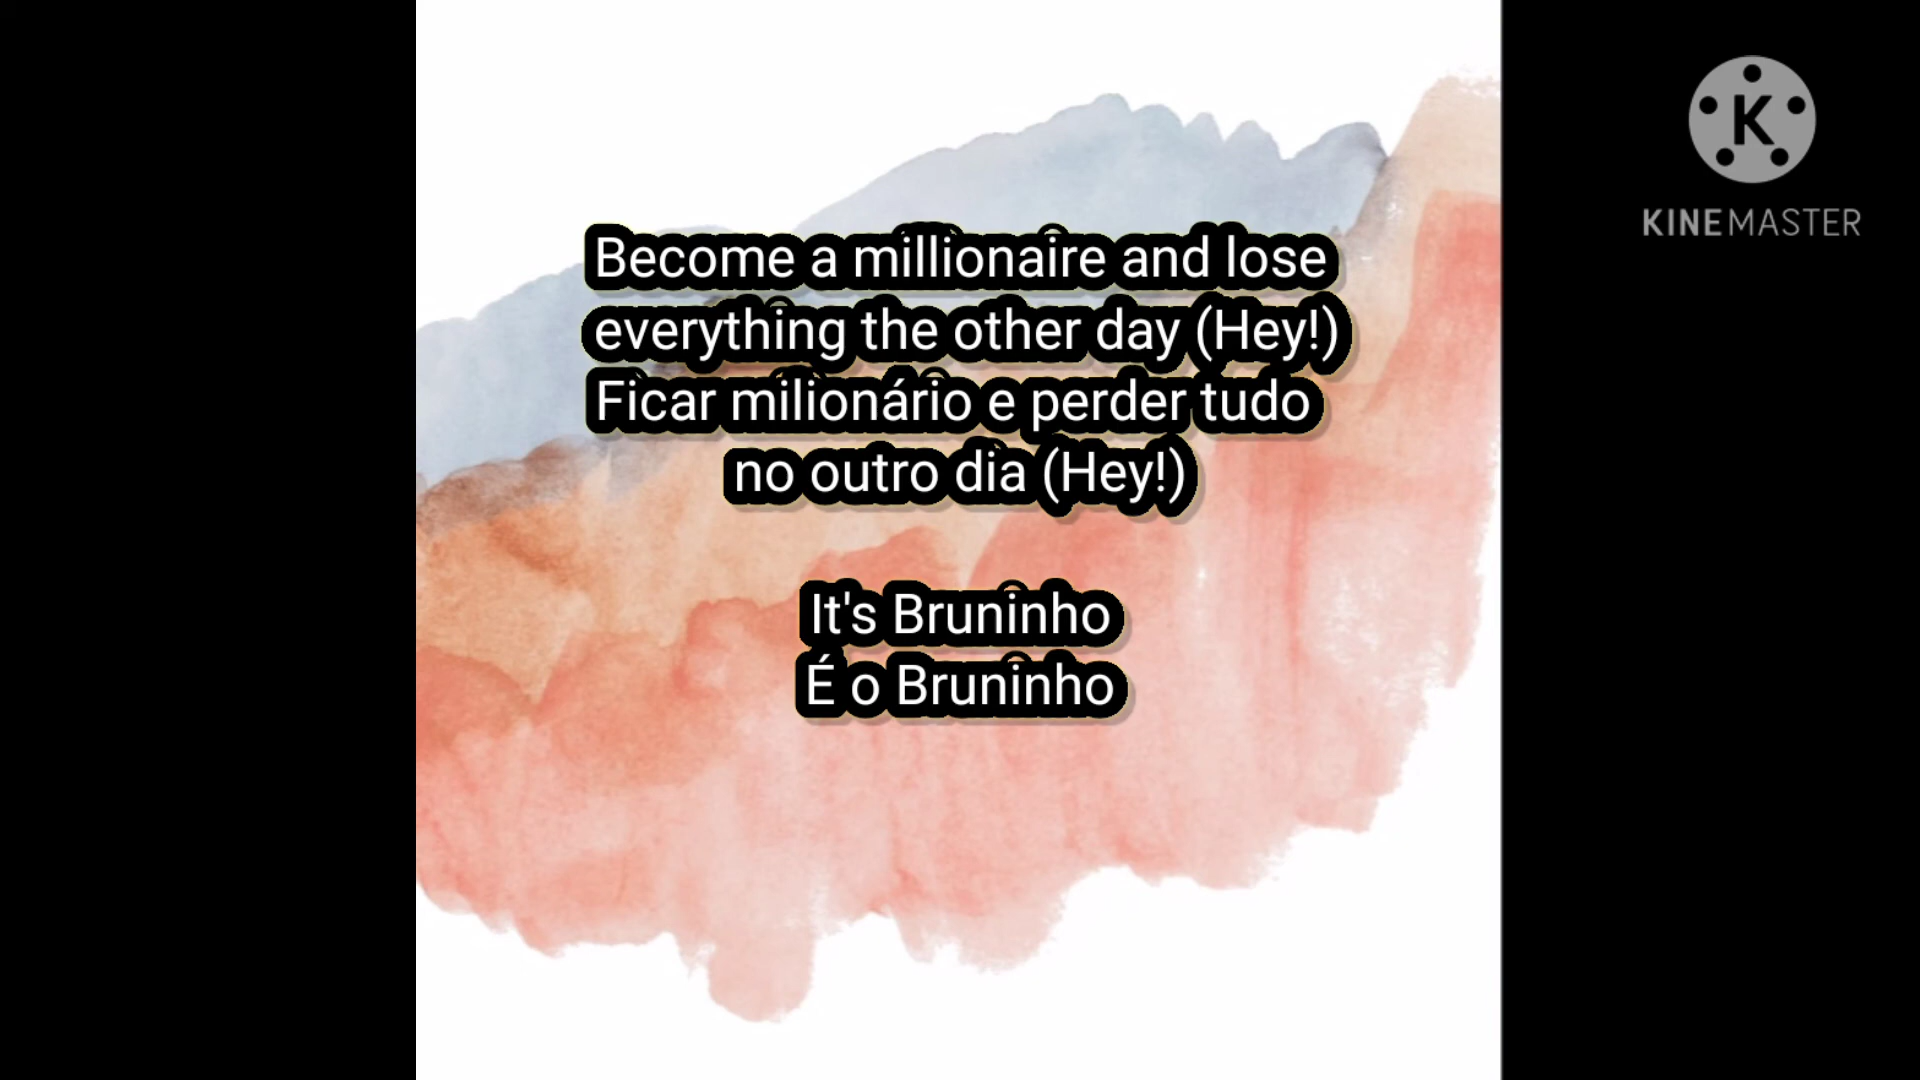 Become a millionaire and lose
everything the other day (Hey!)
Ficar milionário e perder tudo
no outro dia (Hey!)
It's Bruninho
É o Bruninho
K
KINEMASTER